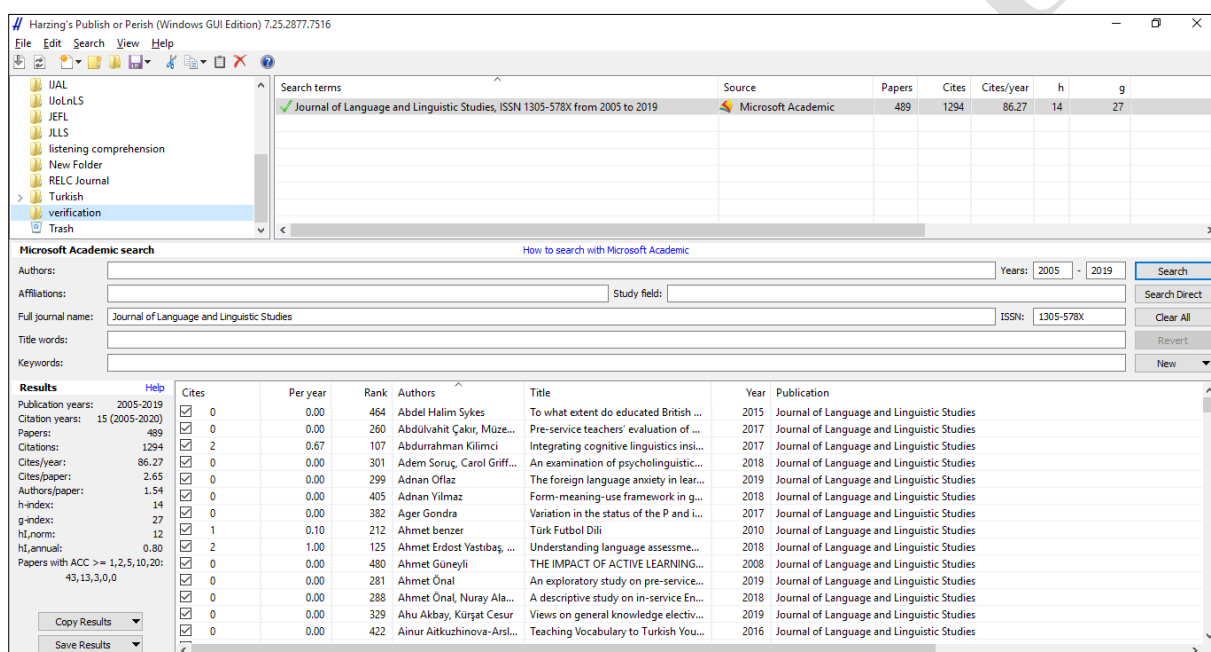 Harzing's Publish or Perish (Windows GUI Edition) 7.25.2877.7516
File Edit Search View Help
IJAL
IJoLnLS
JEFL
JLLS
listening comprehension
New Folder
RELC Journal
Turkish
verification
Trash
Search terms Source Papers Cites Cites/year h g
Journal of Language and Linguistic Studies, ISSN 1305-578X from 2005 to 2019 Microsoft Academic 489 1294 86.27 14 27
Microsoft Academic search How to search with Microsoft Academic
Authors: Years: 2005 - 2019 Search
Affiliations: Study field: Search Direct
Full journal name: Journal of Language and Linguistic Studies ISSN: 1305-578X Clear All
Title words: Revert
Keywords: New
Results Help
Publication years: 2005-2019
Citation years: 15 (2005-2020)
Papers: 489
Citations: 1294
Cites/year: 86.27
Cites/paper: 2.65
Authors/paper: 1.54
h-index: 14
g-index: 27
hI,norm: 12
hI,annual: 0.80
Papers with ACC >= 1,2,5,10,20:
43,13,3,0,0
Copy Results
Save Results
Cites Per year Rank Authors Title Year Publication
0 0.00 464 Abdel Halim Sykes To what extent do educated British ... 2015 Journal of Language and Linguistic Studies
0 0.00 260 Abdülvahit Çakır, Müze... Pre-service teachers' evaluation of ... 2017 Journal of Language and Linguistic Studies
2 0.67 107 Abdurrahman Kilimci Integrating cognitive linguistics insi... 2017 Journal of Language and Linguistic Studies
0 0.00 301 Adem Soruç, Carol Griff... An examination of psycholinguistic... 2018 Journal of Language and Linguistic Studies
0 0.00 299 Adnan Oflaz The foreign language anxiety in lear... 2019 Journal of Language and Linguistic Studies
0 0.00 405 Adnan Yilmaz Form-meaning-use framework in g... 2018 Journal of Language and Linguistic Studies
0 0.00 382 Ager Gondra Variation in the status of the P and i... 2017 Journal of Language and Linguistic Studies
1 0.10 212 Ahmet benzer Türk Futbol Dili 2010 Journal of Language and Linguistic Studies
2 1.00 125 Ahmet Erdost Yastıbaş, ... Understanding language assessme... 2018 Journal of Language and Linguistic Studies
0 0.00 480 Ahmet Güneyli THE IMPACT OF ACTIVE LEARNING... 2008 Journal of Language and Linguistic Studies
0 0.00 281 Ahmet Önal An exploratory study on pre-service... 2019 Journal of Language and Linguistic Studies
0 0.00 288 Ahmet Önal, Nuray Ala... A descriptive study on in-service En... 2018 Journal of Language and Linguistic Studies
0 0.00 329 Ahu Akbay, Kürşat Cesur Views on general knowledge electiv... 2019 Journal of Language and Linguistic Studies
0 0.00 422 Ainur Aitkuzhinova-Arsl... Teaching Vocabulary to Turkish You... 2016 Journal of Language and Linguistic Studies